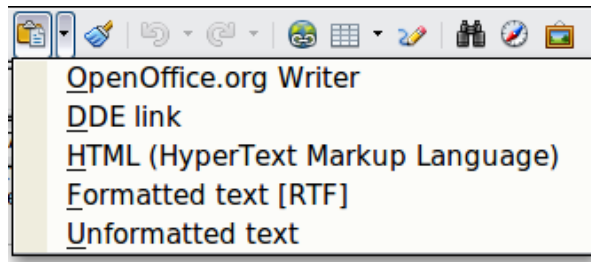 OpenOffice.org Writer
DDE link
HTML (HyperText Markup Language)
Formatted text [RTF]
Unformatted text